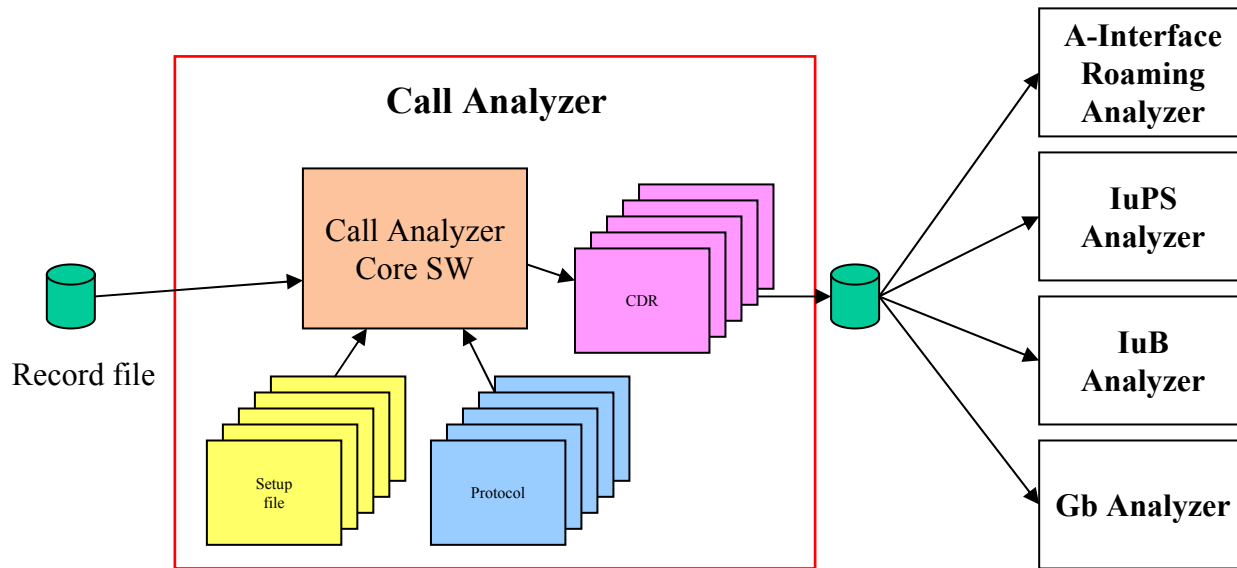 Call Analyzer
Call Analyzer
Core SW
CDR
Record file
Setup
file
Protocol
A-Interface
Roaming
Analyzer
IuPS
Analyzer
IuB
Analyzer
Gb Analyzer